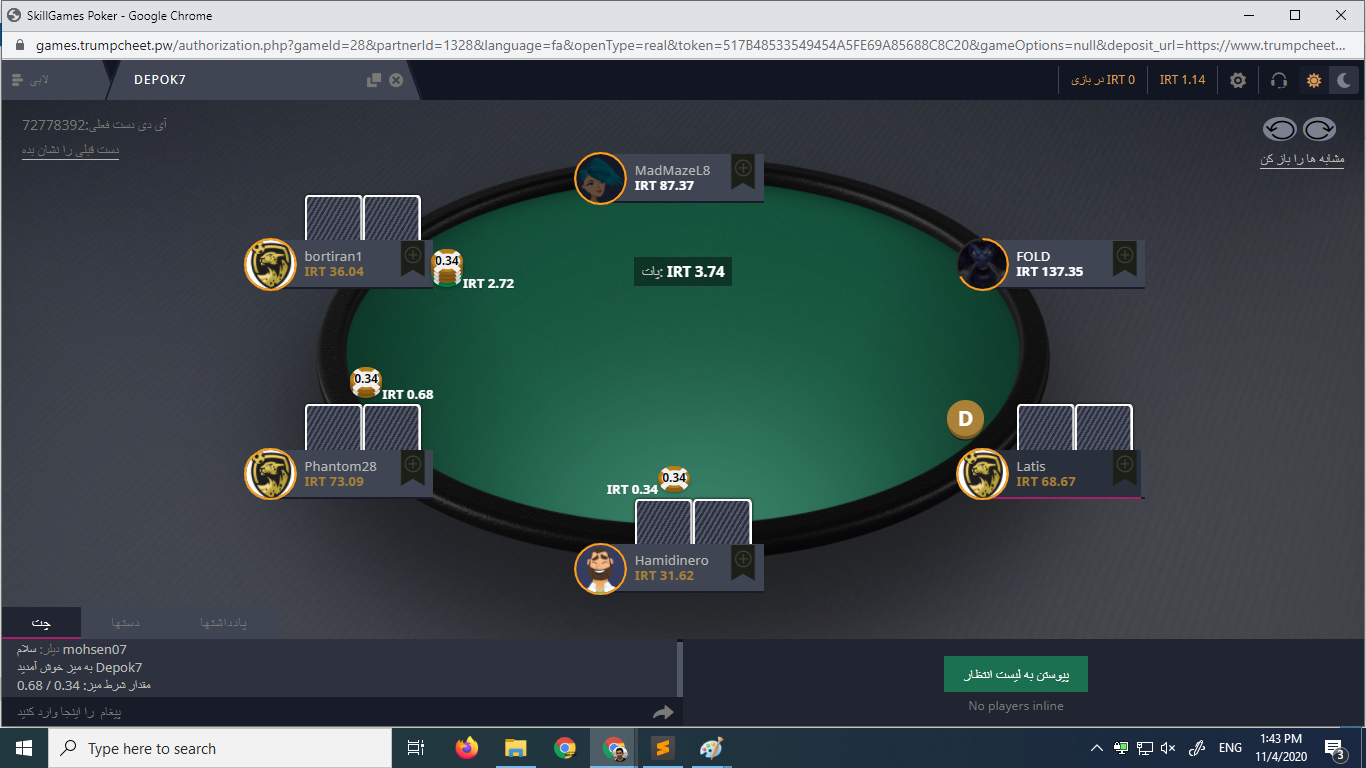 SkillGames Poker - Google Chrome
games.trumpcheet.pw/authorization.php?gameId=28&partnerId=1328&language=fa&openType=real&token=517B48533549454A5FE69A85688C8C20&gameOptions=null&deposit_url=https://www.trumpcheet...
لابی
DEPOK7
IRT 0 در بازی
IRT 1.14
آی دی دست فعلی:72778392
دست قبلی را نشان بده
مشابه ها را باز کن
MadMazeL8
IRT 87.37
bortiran1
IRT 36.04
0.34
IRT 2.72
پات: IRT 3.74
FOLD
IRT 137.35
0.34
IRT 0.68
D
Phantom28
IRT 73.09
Latis
IRT 68.67
0.34
IRT 0.34
Hamidinero
IRT 31.62
چت
دستها
یادداشتها
دیلر: سلام mohsen07
به میز خوش آمدید Depok7
مقدار شرط میز: 0.34 / 0.68
پیغام را اینجا وارد کنید
پیوستن به لیست انتظار
No players inline
Type here to search
ENG
1:43 PM
11/4/2020
3